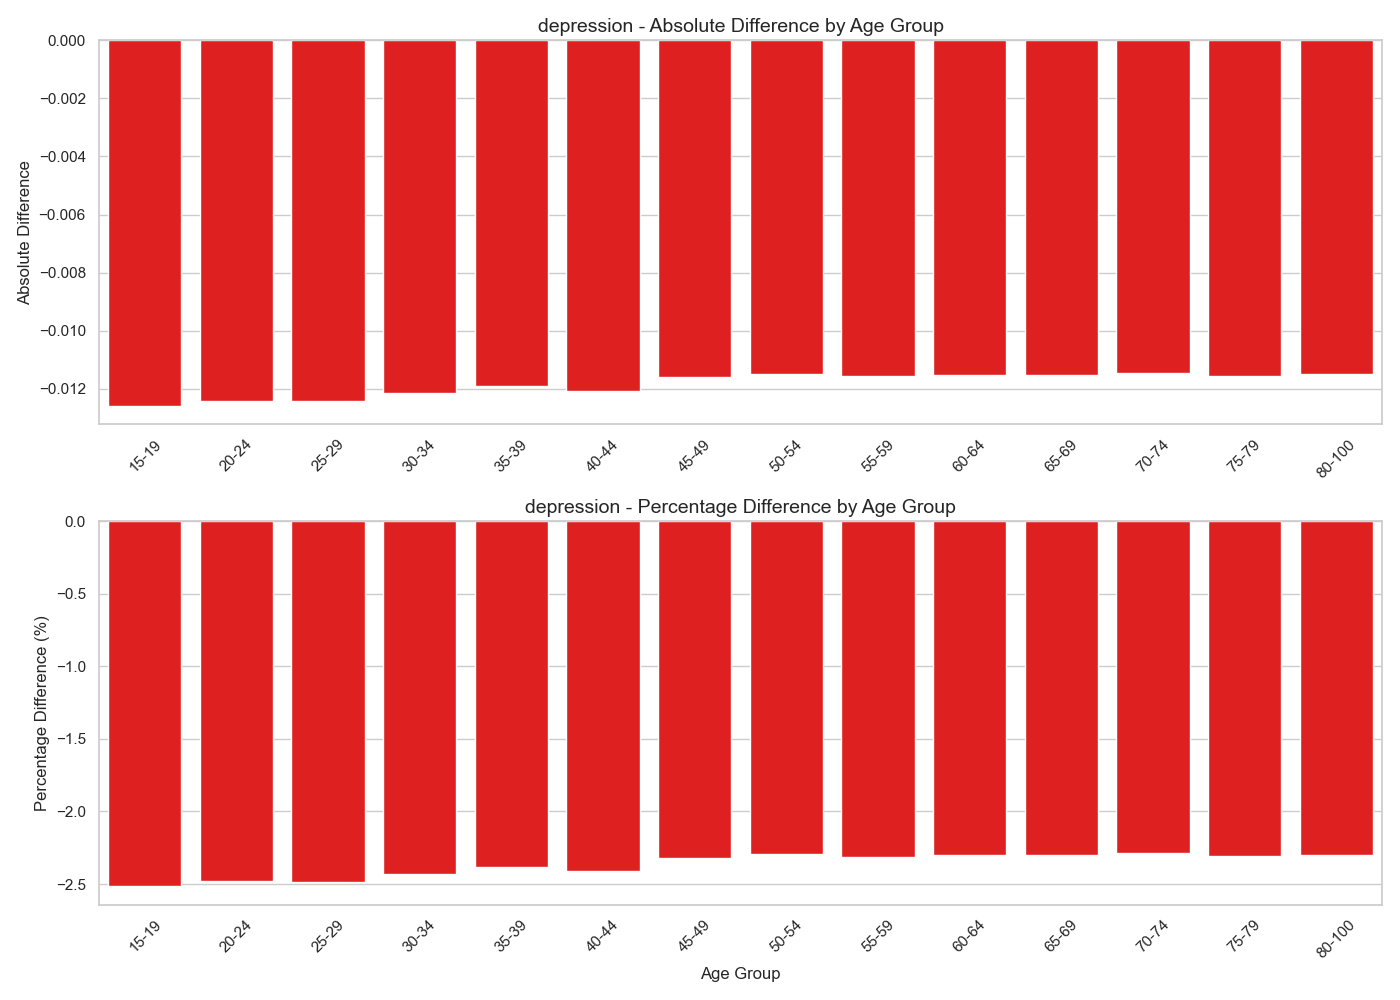 depression - Absolute Difference by Age Group
Absolute Difference
0.000
−0.002
−0.004
−0.006
−0.008
−0.010
−0.012
15-19 20-24 25-29 30-34 35-39 40-44 45-49 50-54 55-59 60-64 65-69 70-74 75-79 80-100
depression - Percentage Difference by Age Group
Percentage Difference (%)
0.0
−0.5
−1.0
−1.5
−2.0
−2.5
15-19 20-24 25-29 30-34 35-39 40-44 45-49 50-54 55-59 60-64 65-69 70-74 75-79 80-100
Age Group